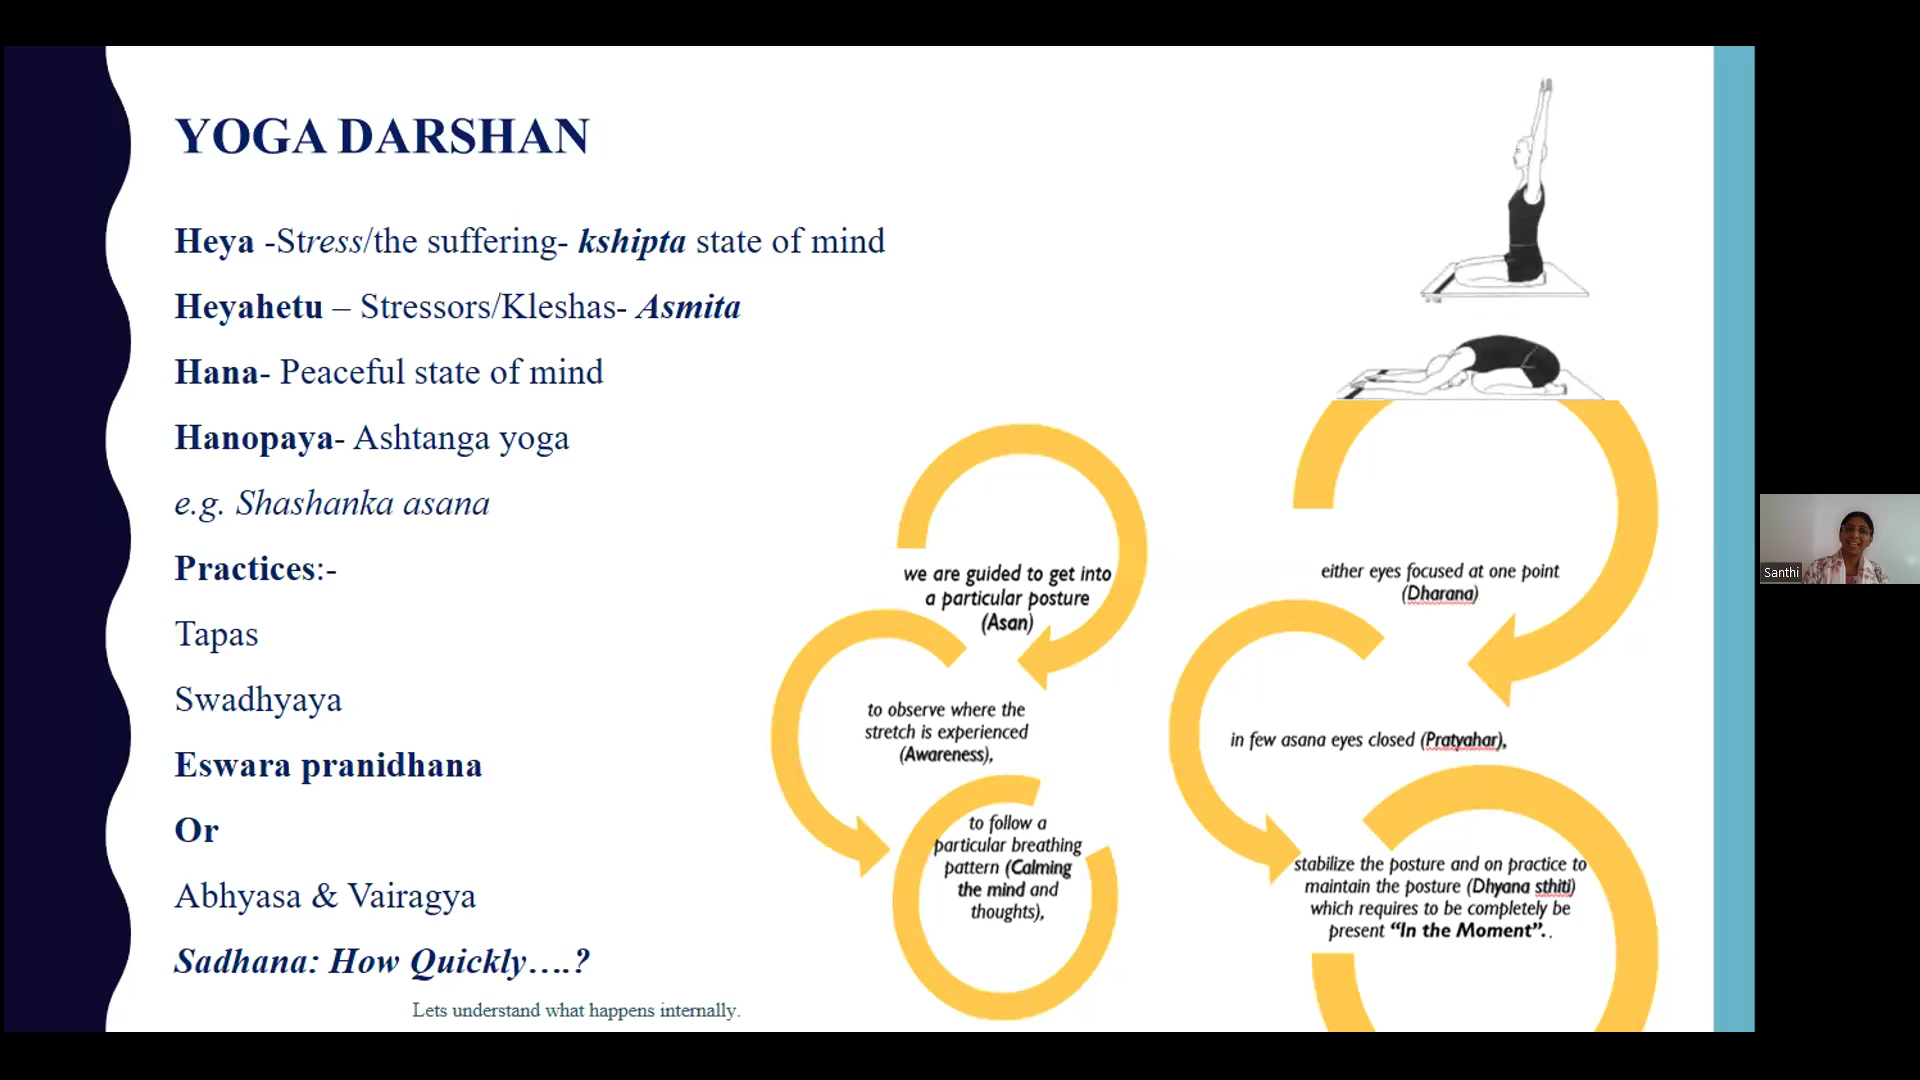 YOGA DARSHAN
Heya -Stress/the suffering- kshipta state of mind
Heyahetu – Stressors/Kleshas- Asmita
Hana- Peaceful state of mind
Hanopaya- Ashtanga yoga
e.g. Shashanka asana
Practices:-
Tapas
Swadhyaya
Eswara pranidhana
Or
Abhyasa & Vairagya
Sadhana: How Quickly….?
Lets understand what happens internally.
we are guided to get into
a particular posture
(Asan)
to observe where the
stretch is experienced
(Awareness),
to follow a
particular breathing
pattern (Calming
the mind and
thoughts),
either eyes focused at one point
(Dharana)
in few asana eyes closed (Pratyahar),
stabilize the posture and on practice to
maintain the posture (Dhyana sthiti)
which requires to be completely be
present “In the Moment”. .
Santhi